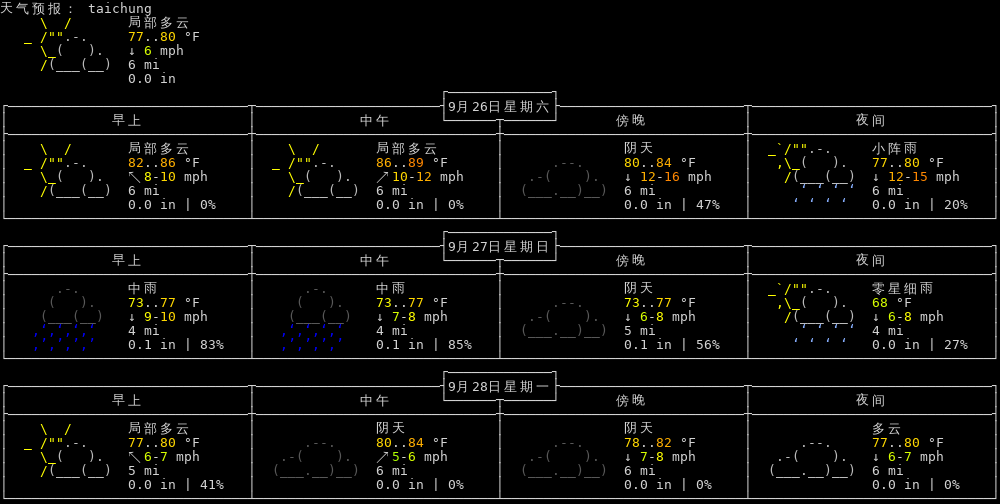 天气预报： taichung
局部多云
77..80 °F
↓ 6 mph
6 mi
0.0 in
9月26日星期六
早上 中午 傍晚 夜间
局部多云 局部多云 阴天 小阵雨
82..86 °F 86..89 °F 80..84 °F 77..80 °F
↖ 8-10 mph ↗ 10-12 mph ↓ 12-16 mph ↓ 12-15 mph
6 mi 6 mi 6 mi 6 mi
0.0 in | 0% 0.0 in | 0% 0.0 in | 47% 0.0 in | 20%
9月27日星期日
早上 中午 傍晚 夜间
中雨 中雨 阴天 零星细雨
73..77 °F 73..77 °F 73..77 °F 68 °F
↓ 9-10 mph ↓ 7-8 mph ↓ 6-8 mph ↓ 6-8 mph
4 mi 4 mi 5 mi 4 mi
0.1 in | 83% 0.1 in | 85% 0.1 in | 56% 0.0 in | 27%
9月28日星期一
早上 中午 傍晚 夜间
局部多云 阴天 阴天 多云
77..80 °F 80..84 °F 78..82 °F 77..80 °F
↖ 6-7 mph ↗ 5-6 mph ↓ 7-8 mph ↓ 6-7 mph
5 mi 6 mi 6 mi 6 mi
0.0 in | 41% 0.0 in | 0% 0.0 in | 0% 0.0 in | 0%